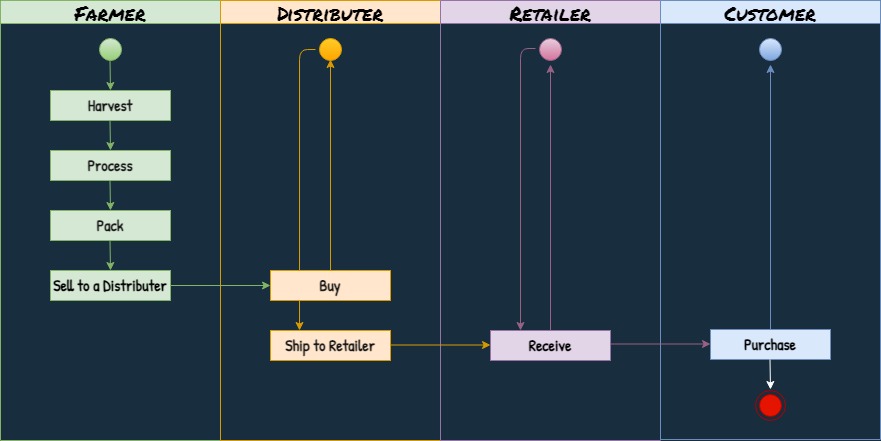 Farmer
Distributer
Retailer
Customer
Harvest
Process
Pack
Sell to a Distributer
Buy
Ship to Retailer
Receive
Purchase